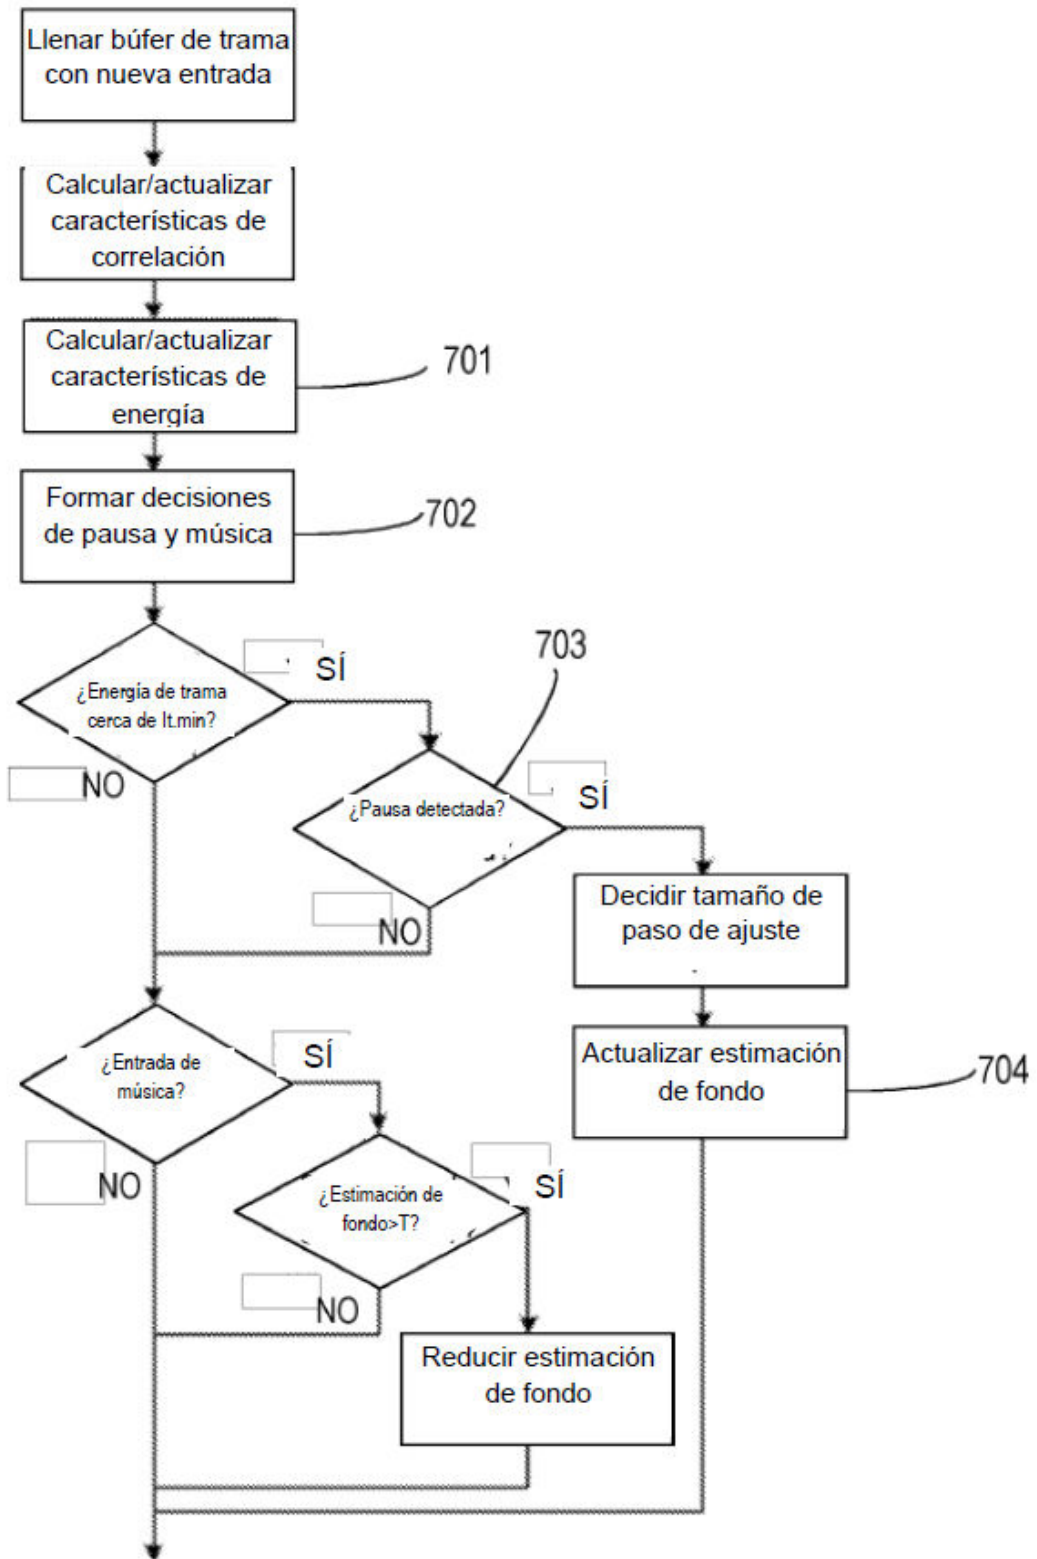 Llenar búfer de trama
con nueva entrada
Calcular/actualizar
características de
correlación
Calcular/actualizar
características de
energía
701
Formar decisiones
de pausa y música
702
¿Energía de trama
cerca de lt.min?
SÍ
NO
703
¿Pausa detectada?
SÍ
NO
Decidir tamaño de
paso de ajuste
Actualizar estimación
de fondo
704
¿Entrada de
música?
SÍ
NO
¿Estimación de
fondo>T?
SÍ
NO
Reducir estimación
de fondo